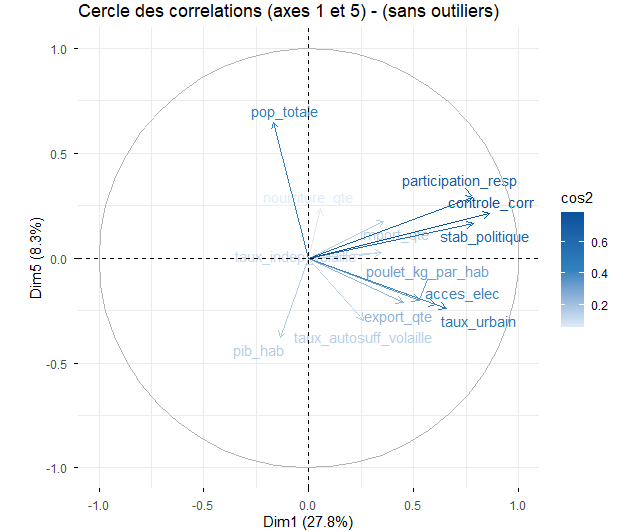 Cercle des correlations (axes 1 et 5) - (sans outiliers)
1.0
0.5
0.0
-0.5
-1.0
Dim5 (8.3%)
pop_totale
participation_resp
nourriture_qte
controle_corr
import_qte
stab_politique
poulet_kg_par_hab
acces_elec
export_qte
taux_urbain
taux_autosuff_volaille
pib_hab
-1.0
-0.5
0.0
0.5
1.0
Dim1 (27.8%)
cos2
0.6
0.4
0.2